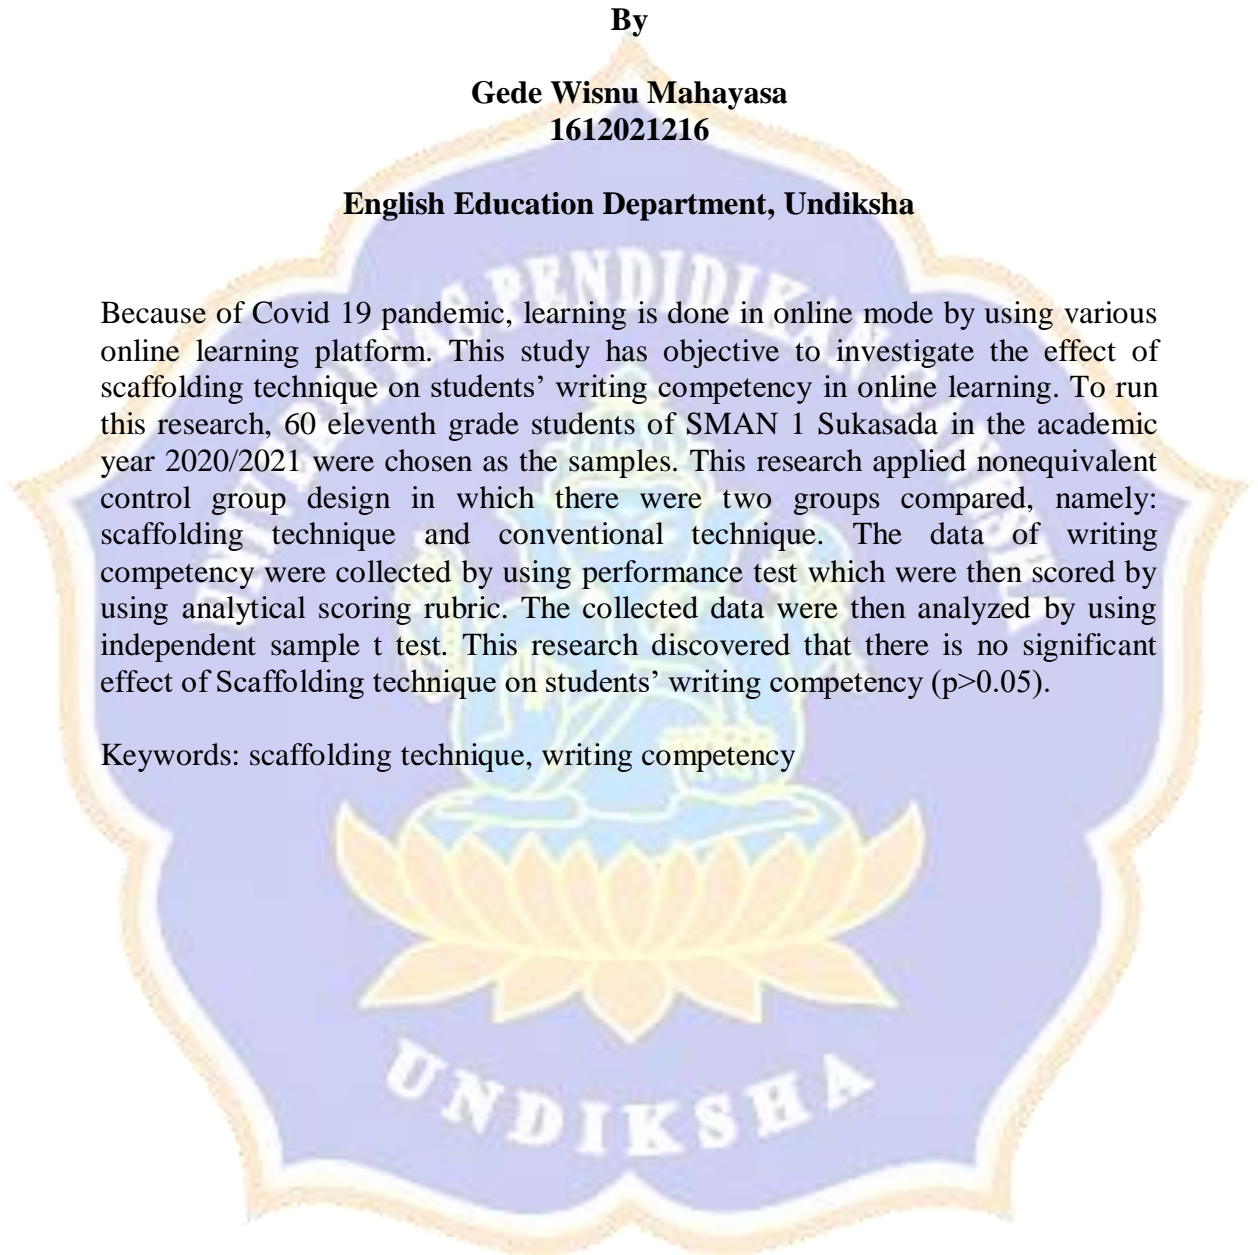 By
Gede Wisnu Mahayasa
1612021216
English Education Department, Undiksha
Because of Covid 19 pandemic, learning is done in online mode by using various
online learning platform. This study has objective to investigate the effect of
scaffolding technique on students’ writing competency in online learning. To run
this research, 60 eleventh grade students of SMAN 1 Sukasada in the academic
year 2020/2021 were chosen as the samples. This research applied nonequivalent
control group design in which there were two groups compared, namely:
scaffolding technique and conventional technique. The data of writing
competency were collected by using performance test which were then scored by
using analytical scoring rubric. The collected data were then analyzed by using
independent sample t test. This research discovered that there is no significant
effect of Scaffolding technique on students’ writing competency (p>0.05).
Keywords: scaffolding technique, writing competency
UNIVERSITAS PENDIDIKAN GANESHA
UNDIKSHA